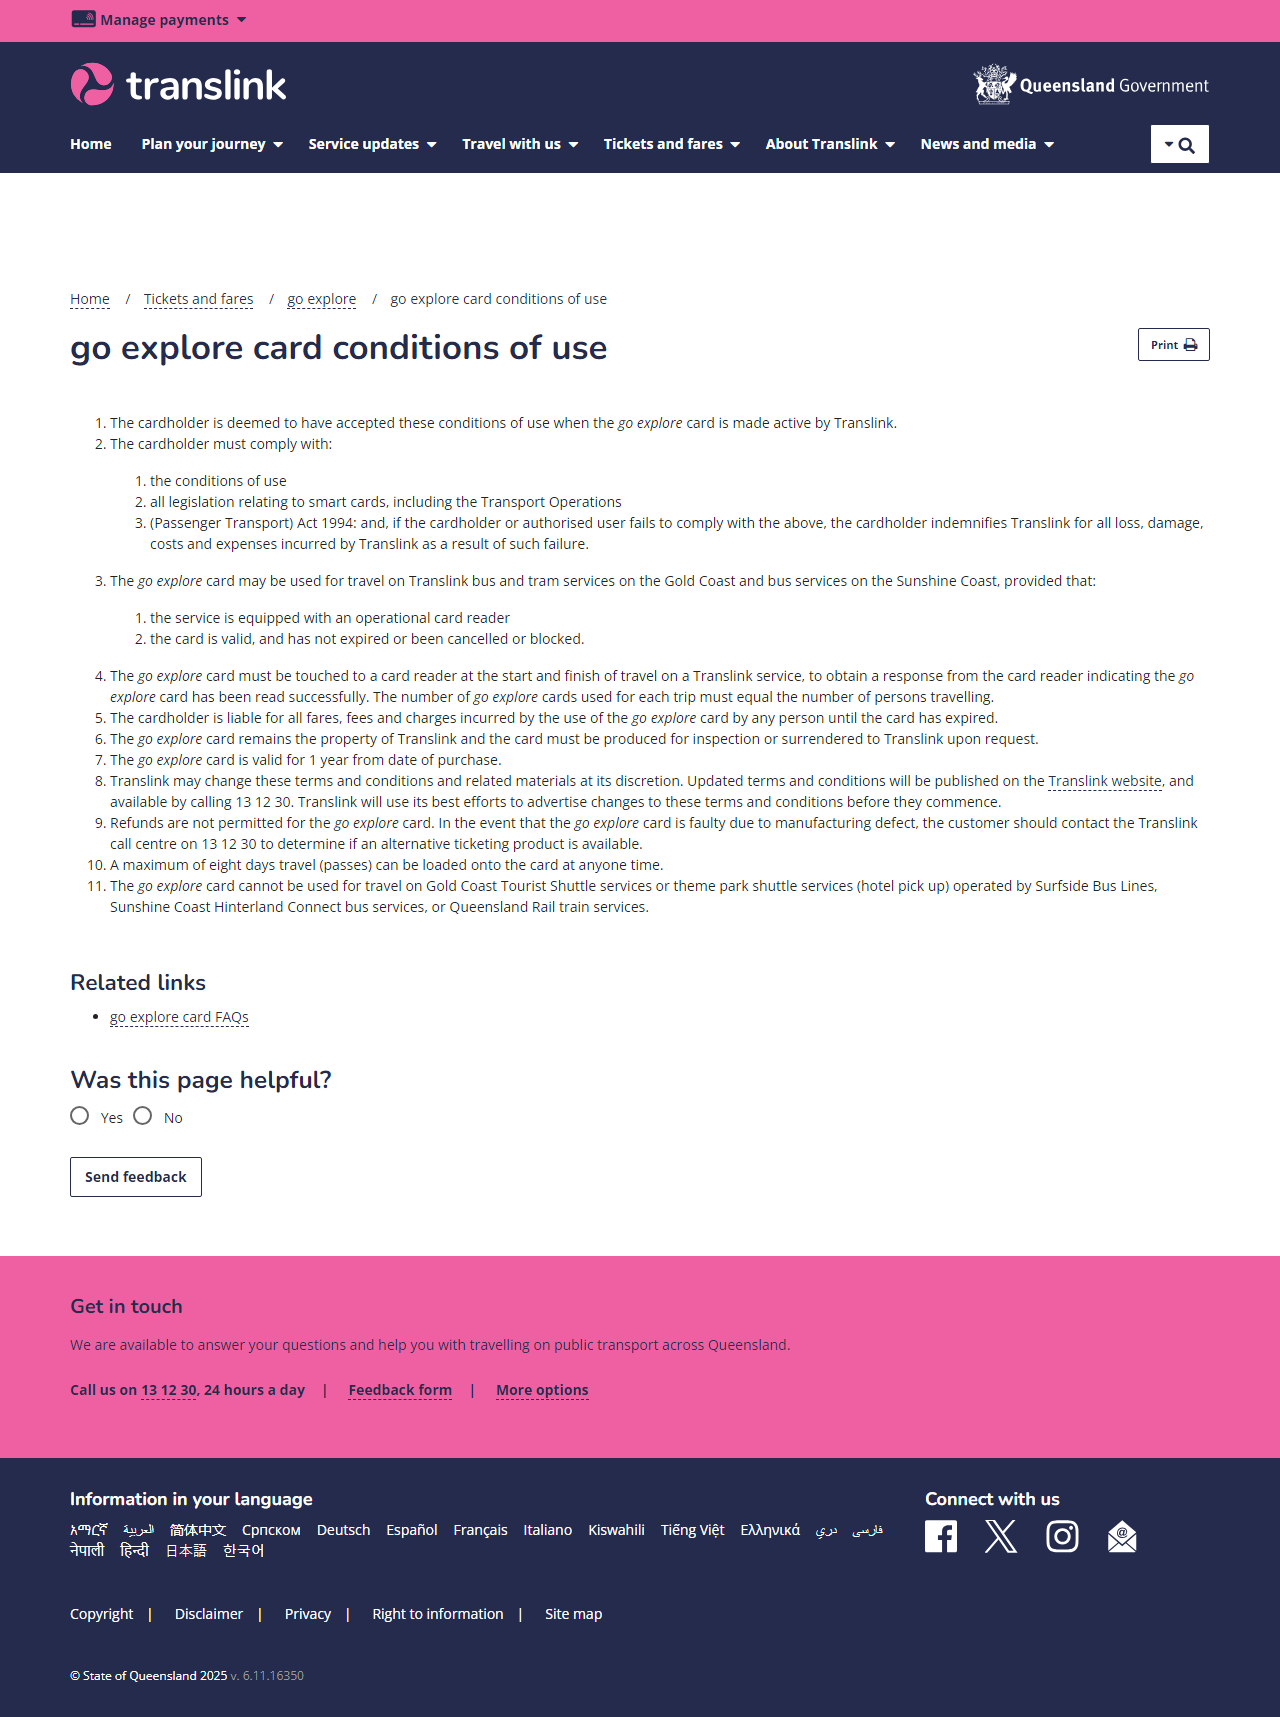 Manage payments
translink
Queensland Government
Home Plan your journey Service updates Travel with us Tickets and fares About Translink News and media
Home / Tickets and fares / go explore / go explore card conditions of use
go explore card conditions of use
Print
1. The cardholder is deemed to have accepted these conditions of use when the go explore card is made active by Translink.
2. The cardholder must comply with:
1. the conditions of use
2. all legislation relating to smart cards, including the Transport Operations
3. (Passenger Transport) Act 1994: and, if the cardholder or authorised user fails to comply with the above, the cardholder indemnifies Translink for all loss, damage,
costs and expenses incurred by Translink as a result of such failure.
3. The go explore card may be used for travel on Translink bus and tram services on the Gold Coast and bus services on the Sunshine Coast, provided that:
1. the service is equipped with an operational card reader
2. the card is valid, and has not expired or been cancelled or blocked.
4. The go explore card must be touched to a card reader at the start and finish of travel on a Translink service, to obtain a response from the card reader indicating the go
explore card has been read successfully. The number of go explore cards used for each trip must equal the number of persons travelling.
5. The cardholder is liable for all fares, fees and charges incurred by the use of the go explore card by any person until the card has expired.
6. The go explore card remains the property of Translink and the card must be produced for inspection or surrendered to Translink upon request.
7. The go explore card is valid for 1 year from date of purchase.
8. Translink may change these terms and conditions and related materials at its discretion. Updated terms and conditions will be published on the Translink website, and
available by calling 13 12 30. Translink will use its best efforts to advertise changes to these terms and conditions before they commence.
9. Refunds are not permitted for the go explore card. In the event that the go explore card is faulty due to manufacturing defect, the customer should contact the Translink
call centre on 13 12 30 to determine if an alternative ticketing product is available.
10. A maximum of eight days travel (passes) can be loaded onto the card at anyone time.
11. The go explore card cannot be used for travel on Gold Coast Tourist Shuttle services or theme park shuttle services (hotel pick up) operated by Surfside Bus Lines,
Sunshine Coast Hinterland Connect bus services, or Queensland Rail train services.
Related links
• go explore card FAQs
Was this page helpful?
Yes No
Send feedback
Get in touch
We are available to answer your questions and help you with travelling on public transport across Queensland.
Call us on 13 12 30, 24 hours a day | Feedback form | More options
Information in your language
Connect with us
አማርኛ العربية 简体中文 Српском Deutsch Español Français Italiano Kiswahili Tiếng Việt Ελληνικά دري فارسی
नेपाली हिन्दी 日本語 한국어
Copyright | Disclaimer | Privacy | Right to information | Site map
© State of Queensland 2025 v. 6.11.16350